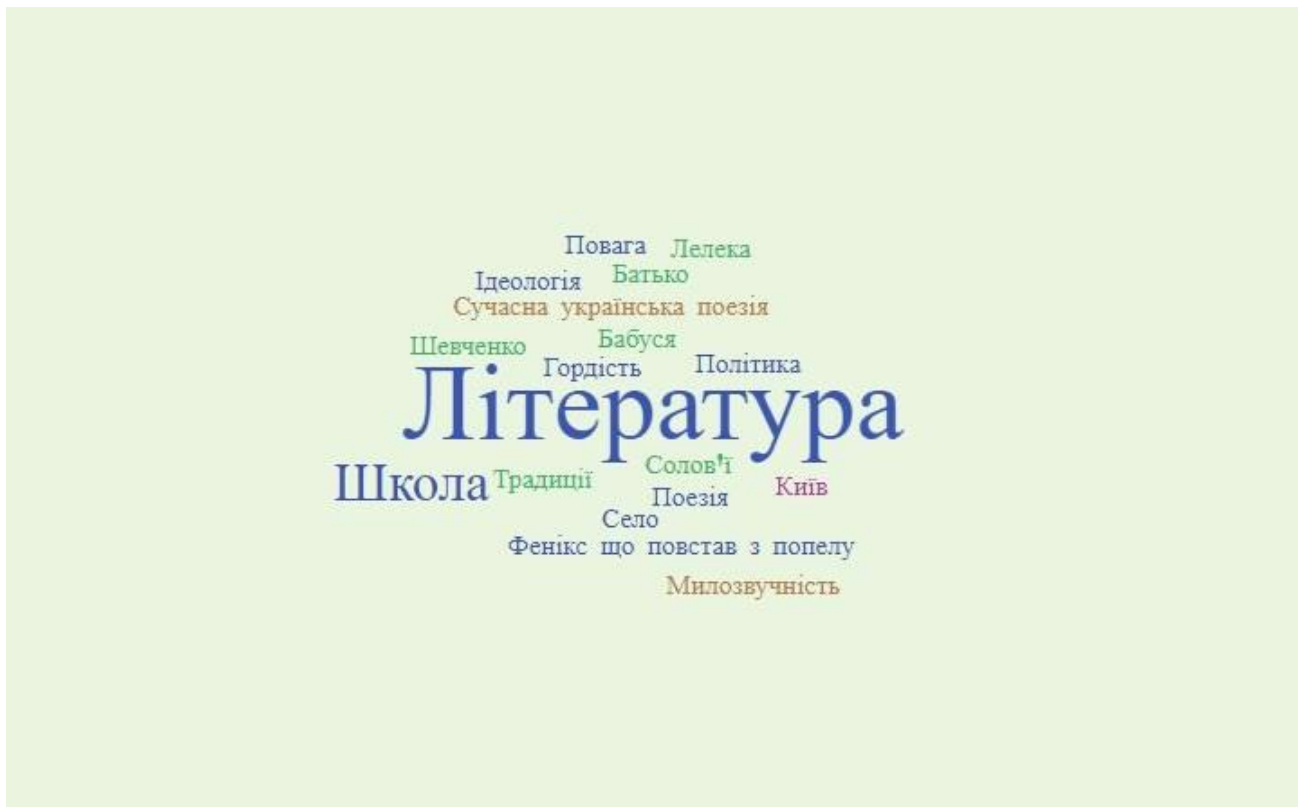 Повага Лелека
Ідеологія Батько
Сучасна українська поезія
Шевченко Бабуся
Гордість Політика
Література
Школа Традиції Солов'ї Київ
Поезія
Село
Фенікс що повстав з попелу
Милозвучність